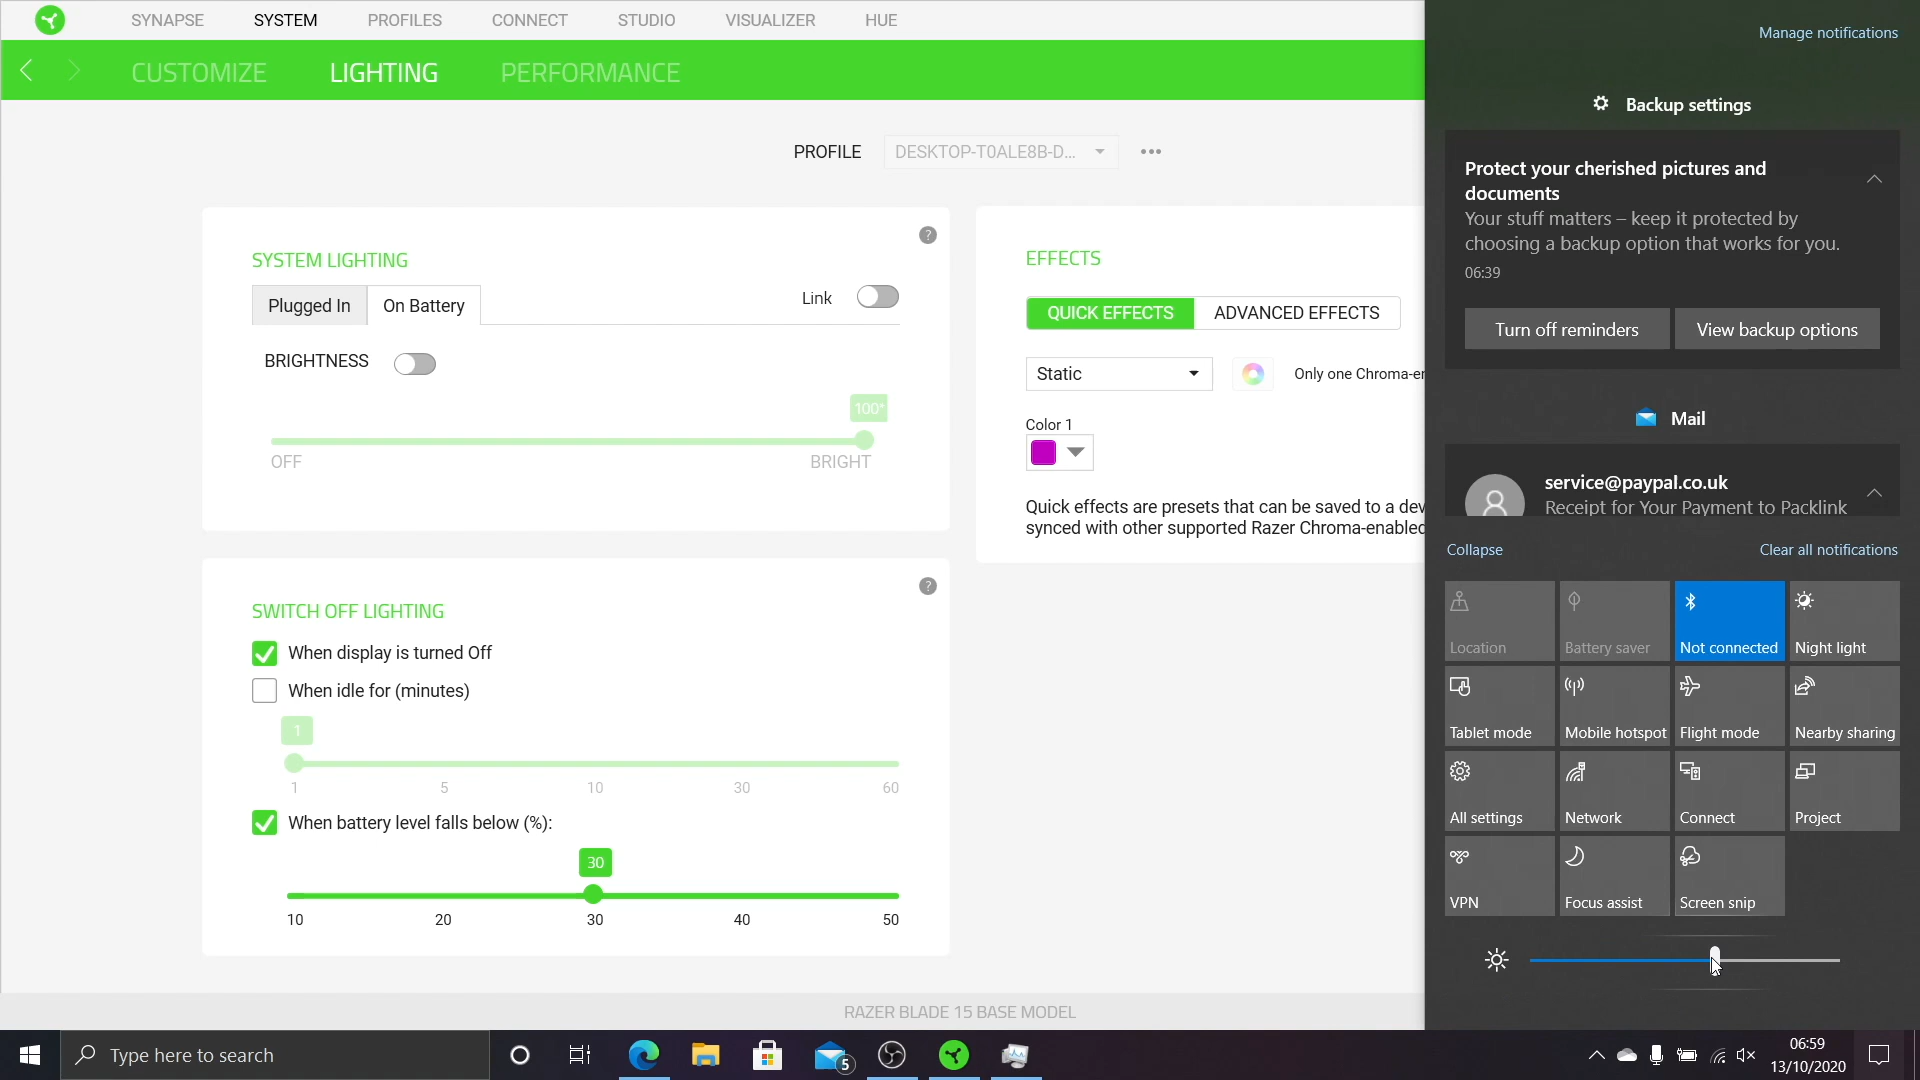 SYNAPSE SYSTEM PROFILES CONNECT STUDIO VISUALIZER HUE
CUSTOMIZE LIGHTING PERFORMANCE
PROFILE DESKTOP-T0ALE8B-D...
SYSTEM LIGHTING
Plugged In On Battery
Link
BRIGHTNESS
100*
OFF BRIGHT
EFFECTS
QUICK EFFECTS ADVANCED EFFECTS
Static
Only one Chroma-er
Color 1
Quick effects are presets that can be saved to a dev
synced with other supported Razer Chroma-enabled
SWITCH OFF LIGHTING
When display is turned Off
When idle for (minutes)
1
1 5 10 30 60
When battery level falls below (%):
30
10 20 30 40 50
RAZER BLADE 15 BASE MODEL
Manage notifications
Backup settings
Protect your cherished pictures and
documents
Your stuff matters – keep it protected by
choosing a backup option that works for you.
06:39
Turn off reminders View backup options
Mail
service@paypal.co.uk
Receipt for Your Payment to Packlink
Collapse Clear all notifications
Location Battery saver Not connected Night light
Tablet mode Mobile hotspot Flight mode Nearby sharing
All settings Network Connect Project
VPN Focus assist Screen snip
Type here to search
5
06:59
13/10/2020